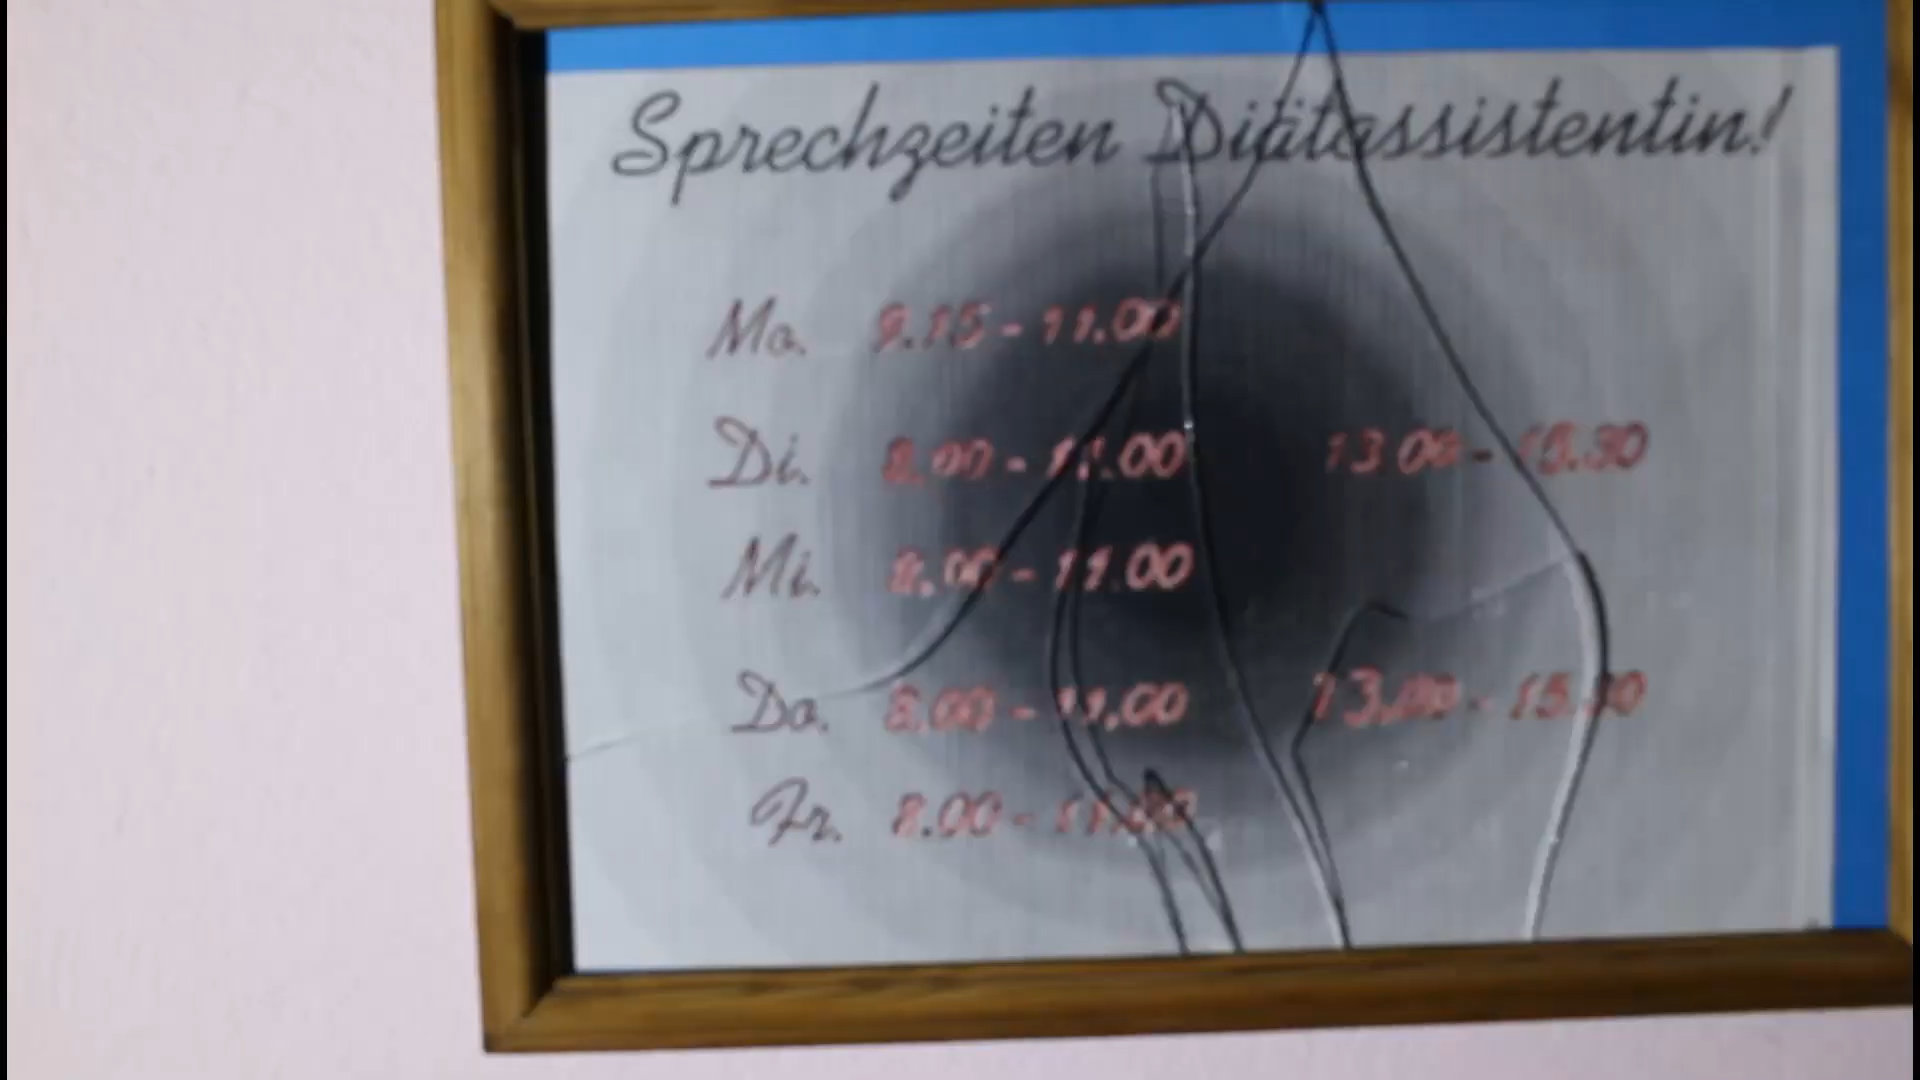 Sprechzeiten Diätassistentin!
Mo. 9.15 - 11.00
Di. 8.00 - 11.00 13.00 - 15.30
Mi. 8.00 - 11.00
Do. 8.00 - 11.00 13.00 - 15.30
Fr. 8.00 - 11.00